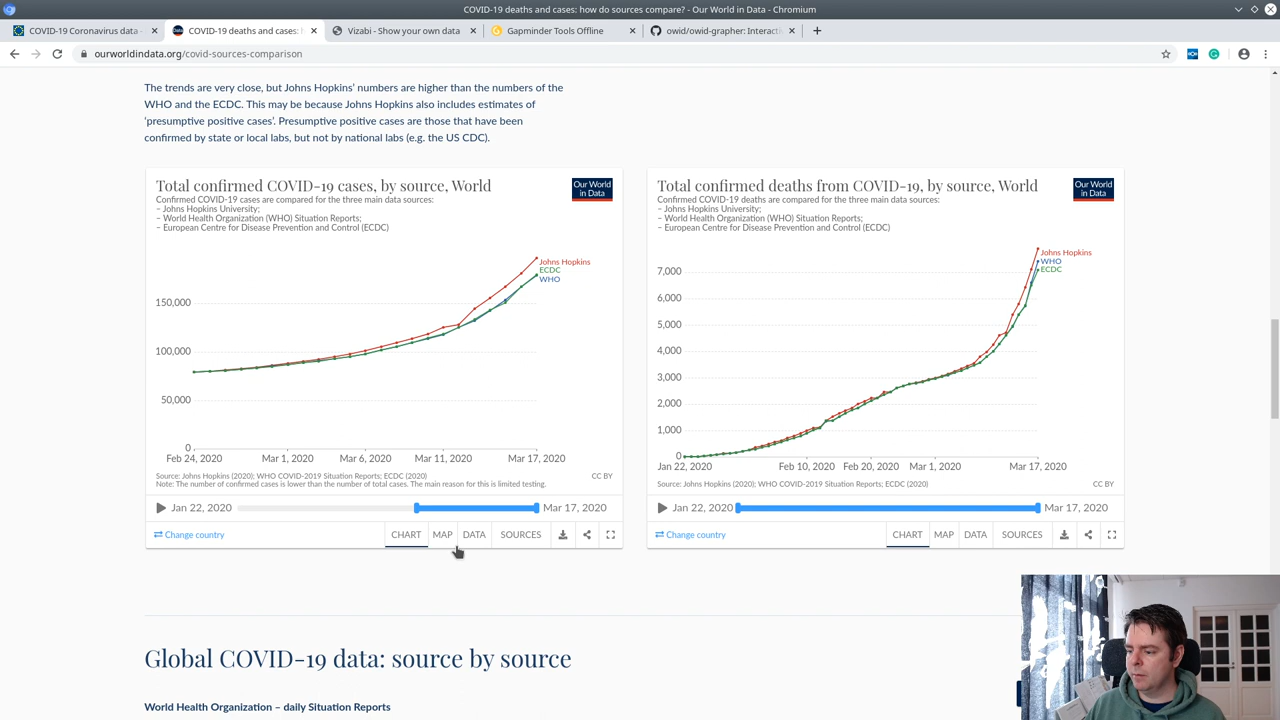 COVID-19 deaths and cases: how do sources compare? - Our World in Data - Chromium
COVID-19 Coronavirus data -
COVID-19 deaths and cases: h
Vizabi - Show your own data
Gapminder Tools Offline
owid/owid-grapher: Interacti
ourworldindata.org/covid-sources-comparison
The trends are very close, but Johns Hopkins' numbers are higher than the numbers of the
WHO and the ECDC. This may be because Johns Hopkins also includes estimates of
'presumptive positive cases'. Presumptive positive cases are those that have been
confirmed by state or local labs, but not by national labs (e.g. the US CDC).
Total confirmed COVID-19 cases, by source, World
Confirmed COVID-19 cases are compared for the three main data sources:
– Johns Hopkins University;
– World Health Organization (WHO) Situation Reports;
– European Centre for Disease Prevention and Control (ECDC)
Our World
in Data
Johns Hopkins
ECDC
WHO
150,000
100,000
50,000
0
Feb 24, 2020
Mar 1, 2020
Mar 6, 2020
Mar 11, 2020
Mar 17, 2020
Source: Johns Hopkins (2020); WHO COVID-2019 Situation Reports; ECDC (2020)
CC BY
Note: The number of confirmed cases is lower than the number of total cases. The main reason for this is limited testing.
Jan 22, 2020
Mar 17, 2020
Change country
CHART
MAP
DATA
SOURCES
Total confirmed deaths from COVID-19, by source, World
Confirmed COVID-19 deaths are compared for the three main data sources:
– Johns Hopkins University;
– World Health Organization (WHO) Situation Reports;
– European Centre for Disease Prevention and Control (ECDC)
Our World
in Data
Johns Hopkins
WHO
ECDC
7,000
6,000
5,000
4,000
3,000
2,000
1,000
0
Jan 22, 2020
Feb 10, 2020
Feb 20, 2020
Mar 1, 2020
Mar 17, 2020
Source: Johns Hopkins (2020); WHO COVID-2019 Situation Reports; ECDC (2020)
CC BY
Jan 22, 2020
Mar 17, 2020
Change country
CHART
MAP
DATA
SOURCES
Global COVID-19 data: source by source
World Health Organization – daily Situation Reports